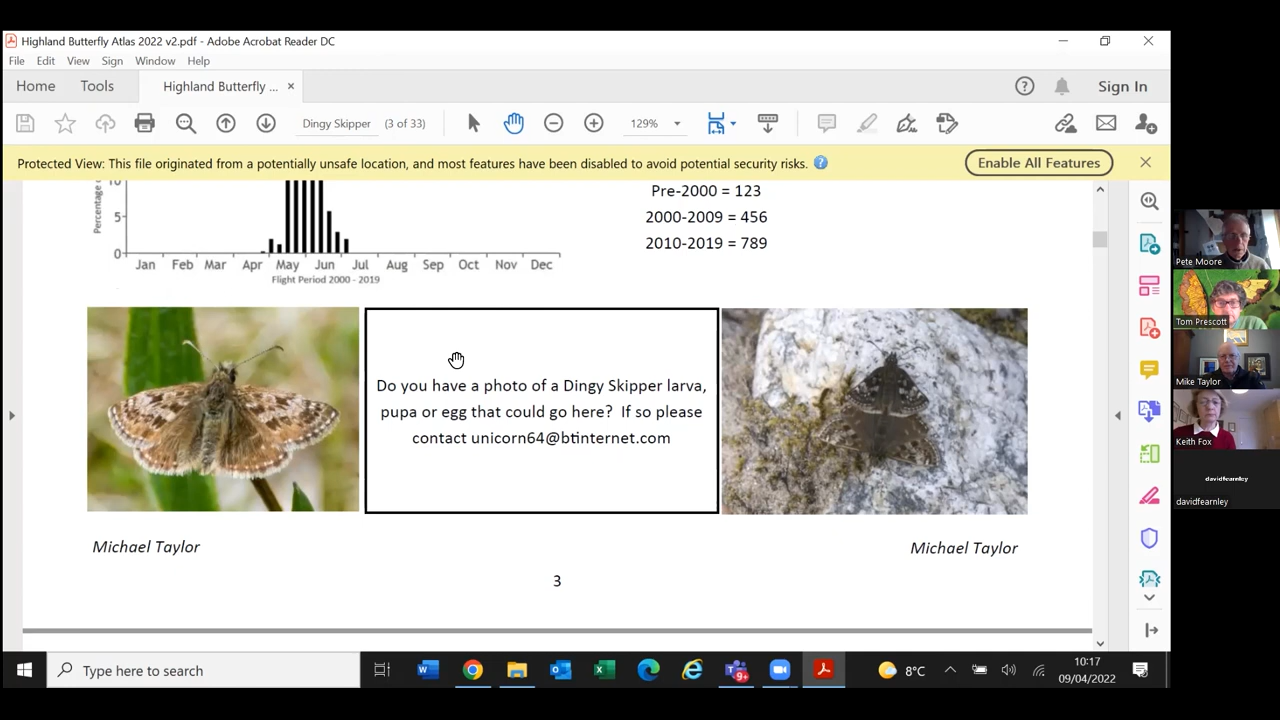 Highland Butterfly Atlas 2022 v2.pdf - Adobe Acrobat Reader DC
File Edit View Sign Window Help
Home Tools Highland Butterfly ... × Sign In
Dingy Skipper (3 of 33) 129%
Protected View: This file originated from a potentially unsafe location, and most features have been disabled to avoid potential security risks. Enable All Features
10
5
0
Jan Feb Mar Apr May Jun Jul Aug Sep Oct Nov Dec
Flight Period 2000 - 2019
Pre-2000 = 123
2000-2009 = 456
2010-2019 = 789
Do you have a photo of a Dingy Skipper larva,
pupa or egg that could go here? If so please
contact unicorn64@btinternet.com
Michael Taylor
Michael Taylor
3
Pete Moore
Tom Prescott
Mike Taylor
Keith Fox
davidfearnley
davidfearnley
Type here to search
9+
8°C
10:17
09/04/2022